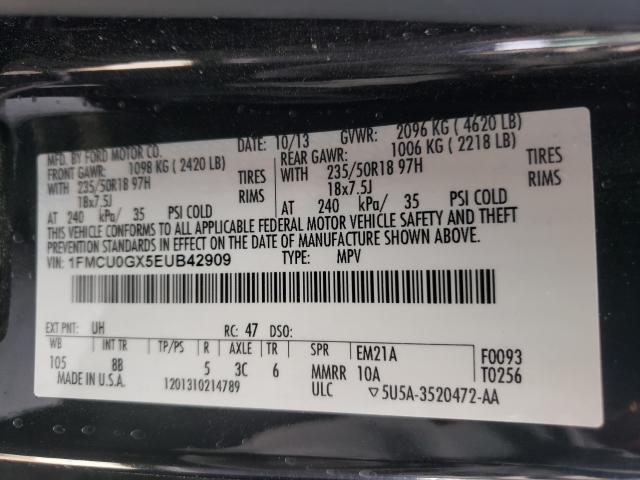 MFD. BY FORD MOTOR CO.
DATE: 10/13 GVWR: 2096 KG ( 4620 LB)
FRONT GAWR: 1098 KG ( 2420 LB) REAR GAWR: 1006 KG ( 2218 LB)
WITH 235/50R18 97H TIRES WITH 235/50R18 97H TIRES
18x7.5J RIMS 18x7.5J RIMS
AT 240 kPa/ 35 PSI COLD AT 240 kPa/ 35 PSI COLD
THIS VEHICLE CONFORMS TO ALL APPLICABLE FEDERAL MOTOR VEHICLE SAFETY AND THEFT
PREVENTION STANDARDS IN EFFECT ON THE DATE OF MANUFACTURE SHOWN ABOVE.
VIN: 1FMCU0GX5EUB42909 TYPE: MPV
EXT PNT: UH RC: 47 DSO:
WB INT TR TP/PS R AXLE TR SPR EM21A F0093
105 BB 5 3C 6 MMRR 10A T0256
MADE IN U.S.A. 1201310214789 ULC ▽5U5A-3520472-AA